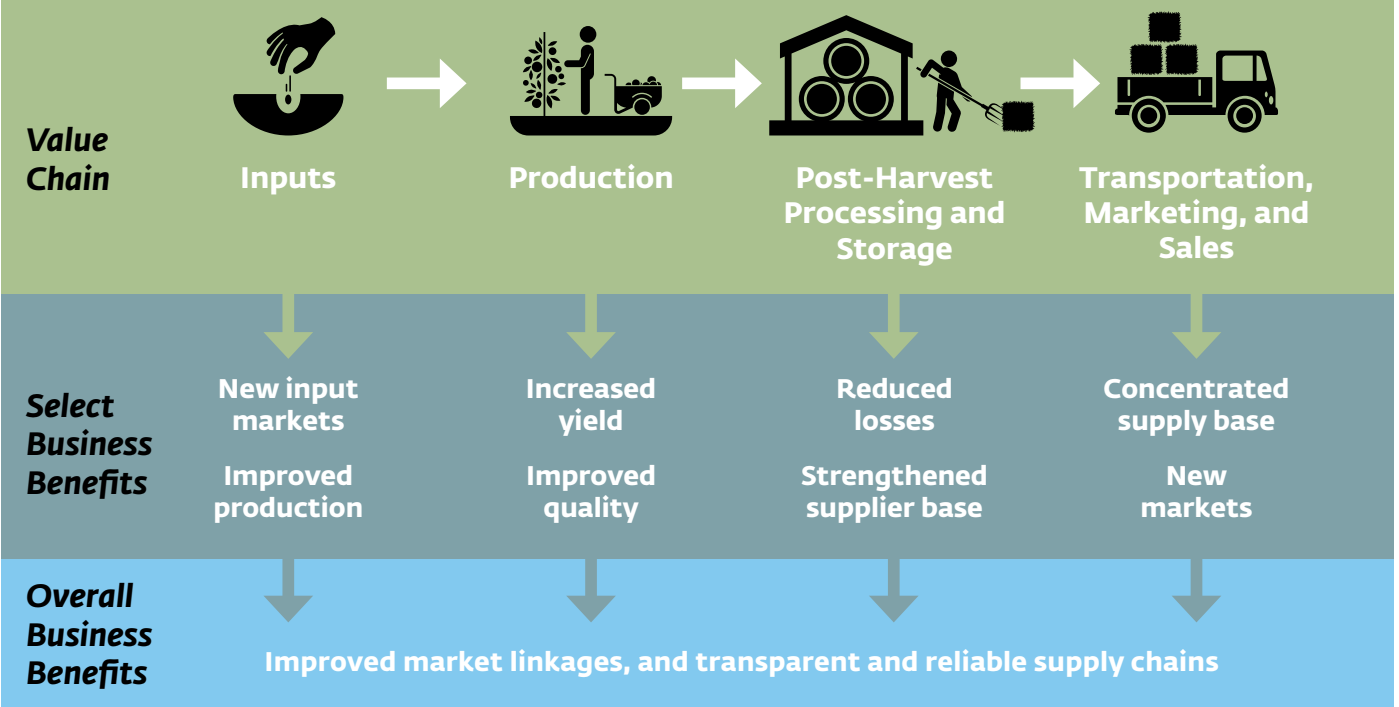 Value
Chain
Inputs
Production
Post-Harvest
Processing and
Storage
Transportation,
Marketing, and
Sales
Select
Business
Benefits
New input
markets
Improved
production
Increased
yield
Improved
quality
Reduced
losses
Strengthened
supplier base
Concentrated
supply base
New
markets
Overall
Business
Benefits
Improved market linkages, and transparent and reliable supply chains